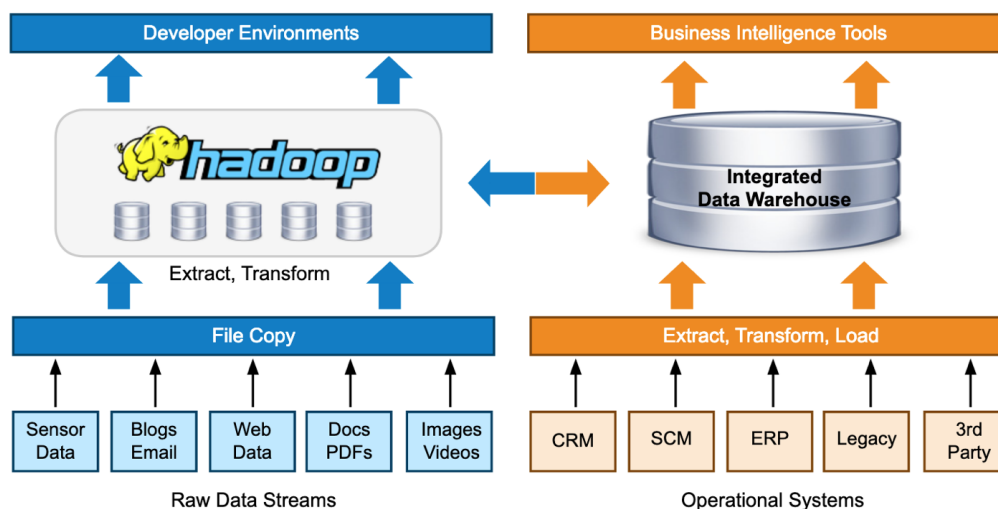 Developer Environments
Business Intelligence Tools
hadoop
Integrated
Data Warehouse
Extract, Transform
File Copy
Extract, Transform, Load
Sensor
Data
Blogs
Email
Web
Data
Docs
PDFs
Images
Videos
CRM
SCM
ERP
Legacy
3rd
Party
Raw Data Streams
Operational Systems